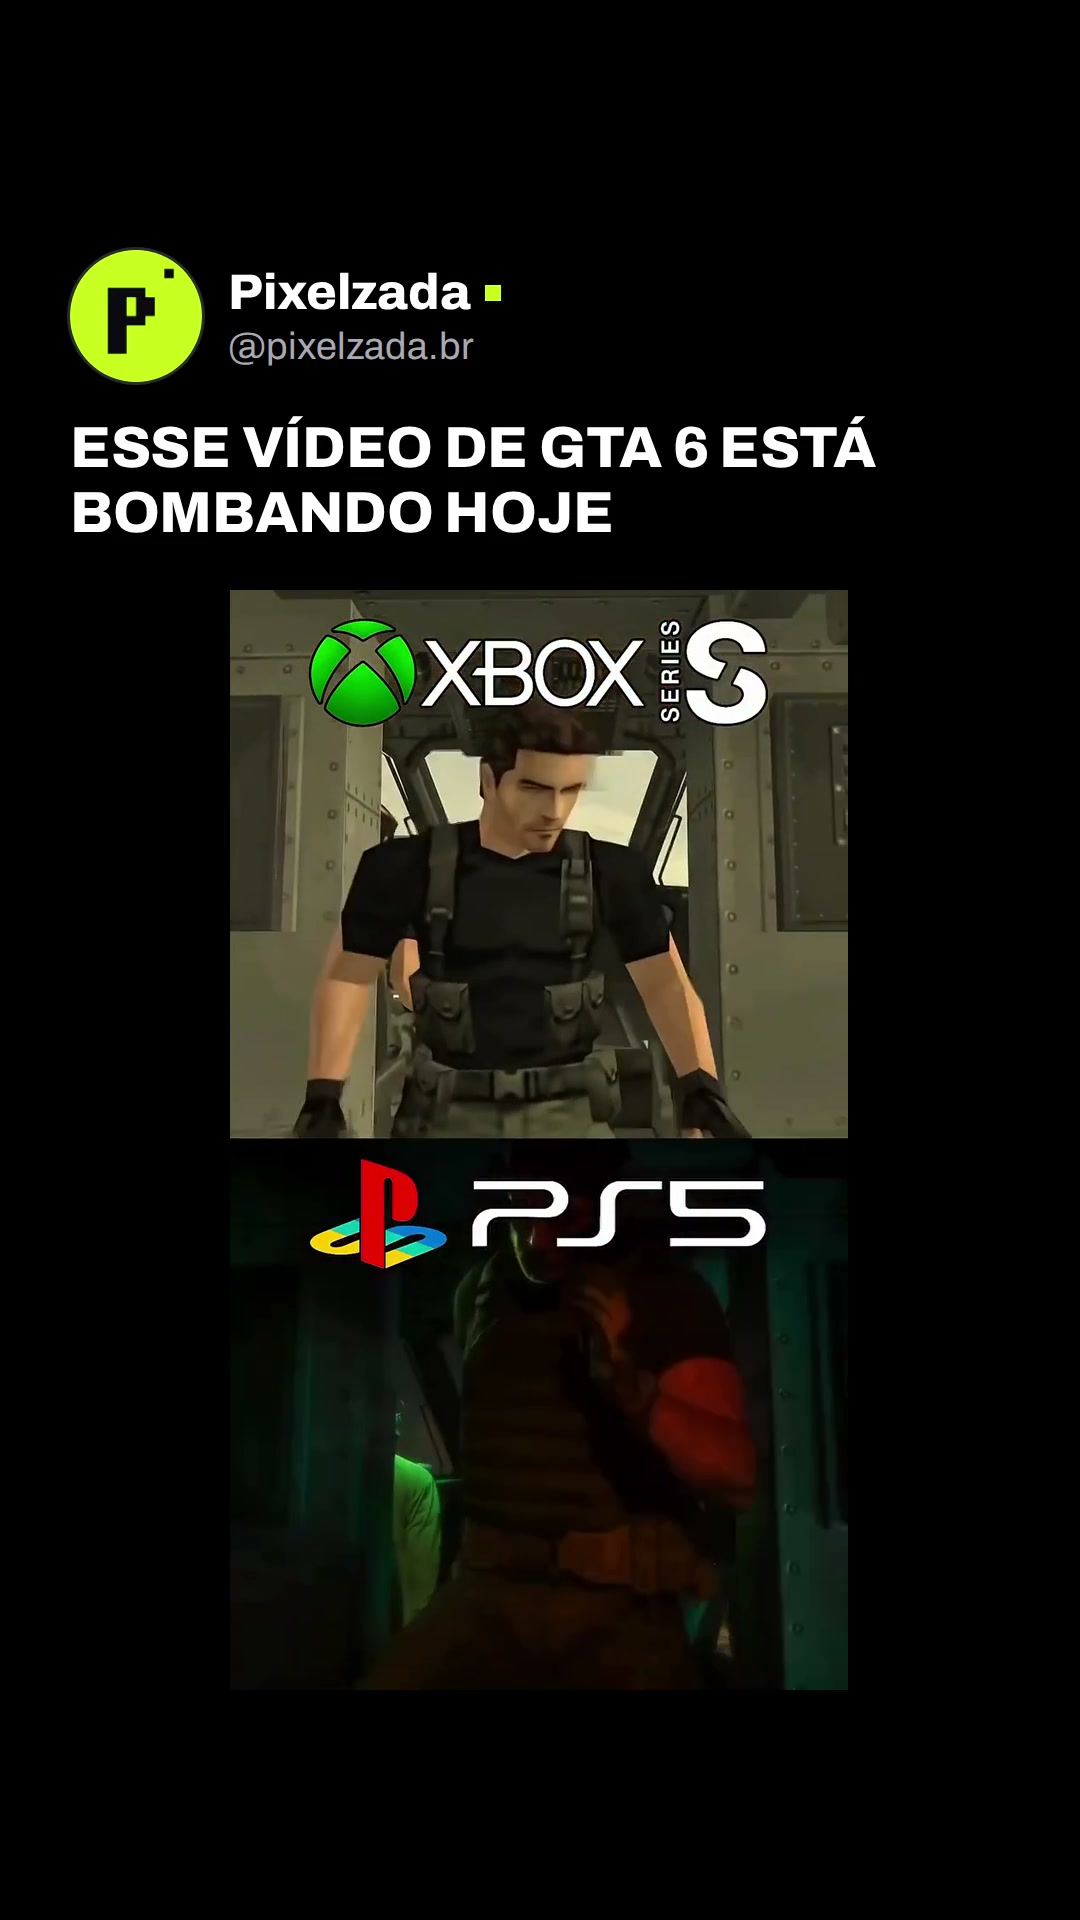 Pixelzada
@pixelzada.br
ESSE VÍDEO DE GTA 6 ESTÁ
BOMBANDO HOJE
XBOX SERIES S
PS5